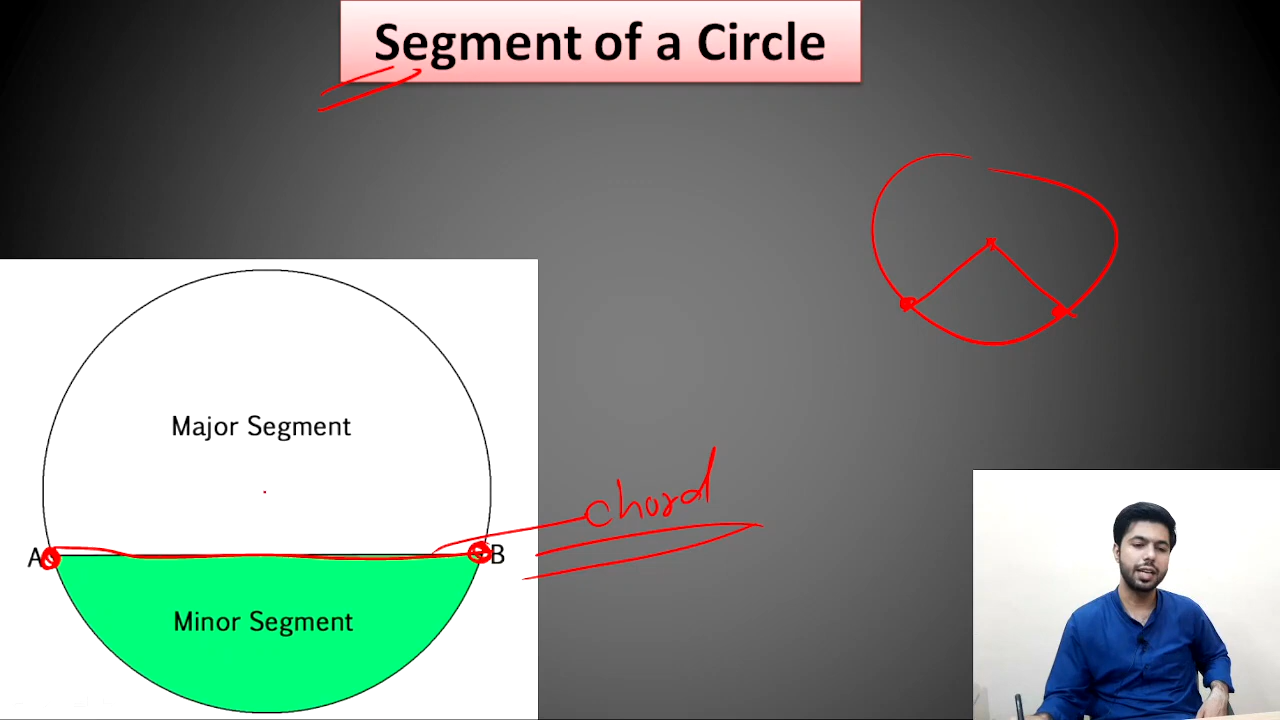 Segment of a Circle
Major Segment
chord
A
B
Minor Segment